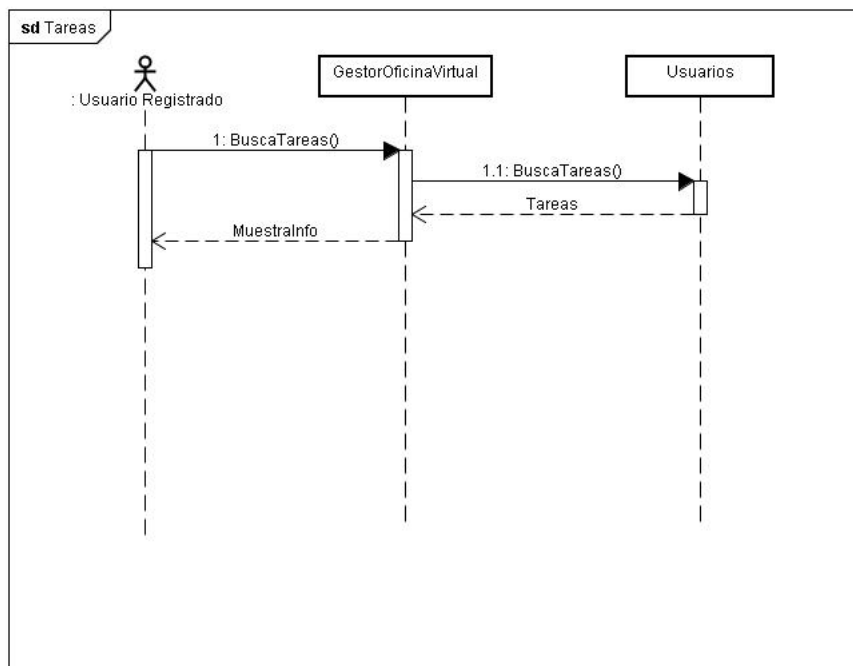 sd Tareas
GestorOficinaVirtual
Usuarios
: Usuario Registrado
1: BuscaTareas()
1.1: BuscaTareas()
Tareas
MuestraInfo